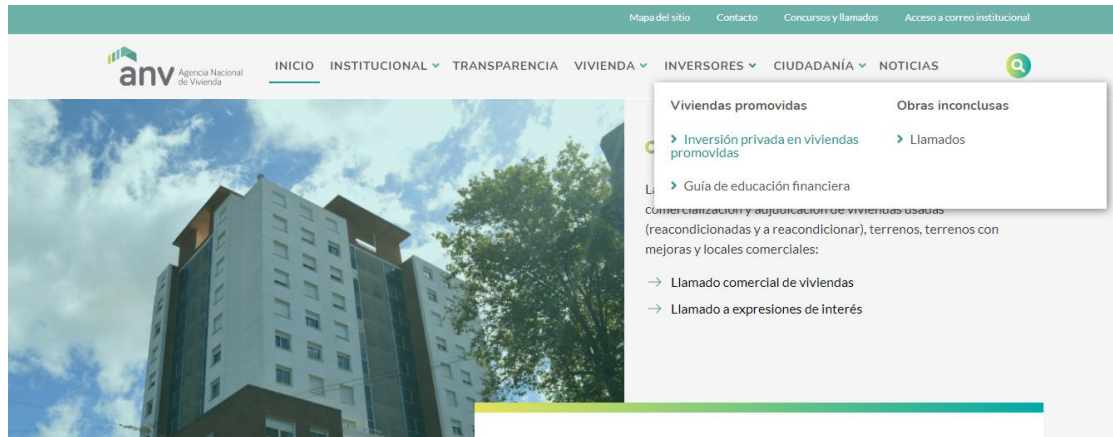 Mapa del sitio Contacto Concursos y llamados Acceso a correo institucional
anv Agencia Nacional
de Vivienda
INICIO INSTITUCIONAL TRANSPARENCIA VIVIENDA INVERSORES CIUDADANÍA NOTICIAS
Viviendas promovidas
Inversión privada en viviendas
promovidas
Guía de educación financiera
Obras inconclusas
Llamados
comercialización y adjudicación de viviendas usadas
(reacondicionadas y a reacondicionar), terrenos, terrenos con
mejoras y locales comerciales:
Llamado comercial de viviendas
Llamado a expresiones de interés